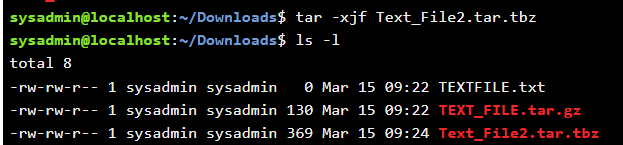 sysadmin@localhost:~/Downloads$ tar -xjf Text_File2.tar.tbz
sysadmin@localhost:~/Downloads$ ls -l
total 8
-rw-rw-r-- 1 sysadmin sysadmin   0 Mar 15 09:22 TEXTFILE.txt
-rw-rw-r-- 1 sysadmin sysadmin 130 Mar 15 09:22 TEXT_FILE.tar.gz
-rw-rw-r-- 1 sysadmin sysadmin 369 Mar 15 09:24 Text_File2.tar.tbz